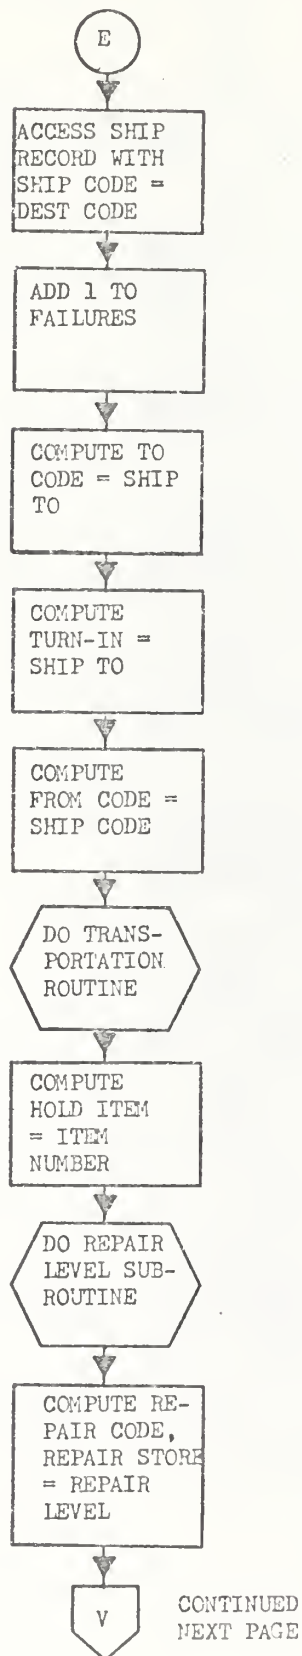 E
ACCESS SHIP
RECORD WITH
SHIP CODE =
DEST CODE
ADD 1 TO
FAILURES
COMPUTE TO
CODE = SHIP
TO
COMPUTE
TURN-IN =
SHIP TO
COMPUTE
FROM CODE =
SHIP CODE
DO TRANS-
PORTATION
ROUTINE
COMPUTE
HOLD ITEM
= ITEM
NUMBER
DO REPAIR
LEVEL SUB-
ROUTINE
COMPUTE RE-
PAIR CODE,
REPAIR STORE
= REPAIR
LEVEL
V
CONTINUED
NEXT PAGE